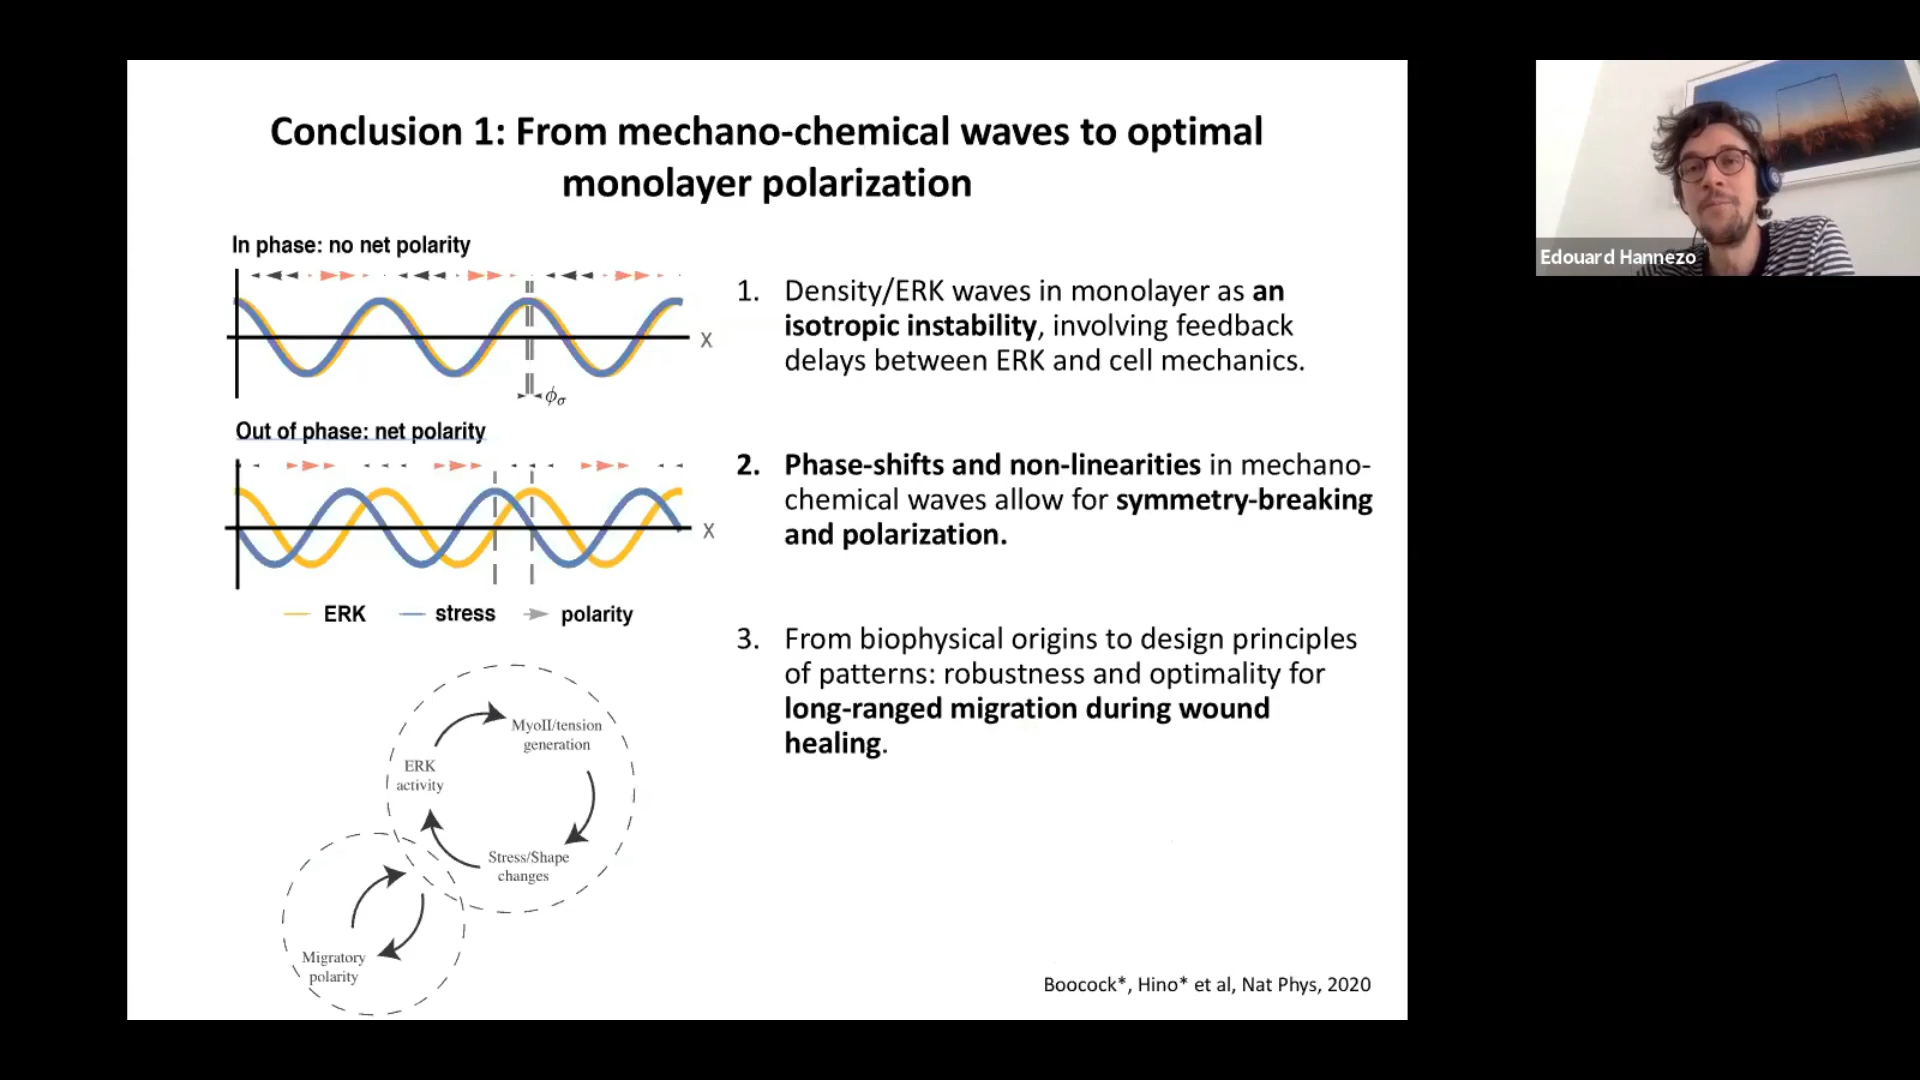 Conclusion 1: From mechano-chemical waves to optimal
monolayer polarization
In phase: no net polarity
X
ϕσ
Out of phase: net polarity
X
ERK stress polarity
MyoII/tension
generation
ERK
activity
Stress/Shape
changes
Migratory
polarity
1. Density/ERK waves in monolayer as an
isotropic instability, involving feedback
delays between ERK and cell mechanics.
2. Phase-shifts and non-linearities in mechano-
chemical waves allow for symmetry-breaking
and polarization.
3. From biophysical origins to design principles
of patterns: robustness and optimality for
long-ranged migration during wound
healing.
Boocock*, Hino* et al, Nat Phys, 2020
Edouard Hannezo